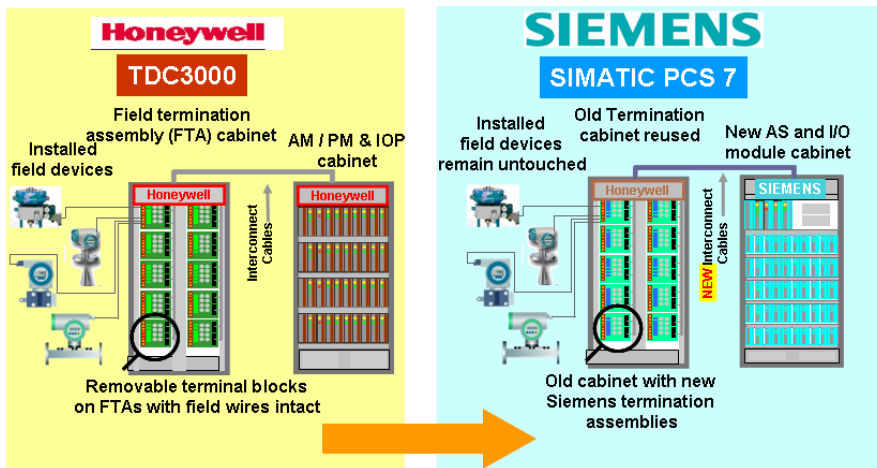 Honeywell
TDC3000
Field termination
assembly (FTA) cabinet
Installed
field devices
AM / PM & IOP
cabinet
Honeywell
Honeywell
Interconnect
Cables
Removable terminal blocks
on FTAs with field wires intact
SIEMENS
SIMATIC PCS 7
Installed
field devices
remain untouched
Old Termination
cabinet reused
New AS and I/O
module cabinet
Honeywell
SIEMENS
NEW Interconnect
Cables
Old cabinet with new
Siemens termination
assemblies